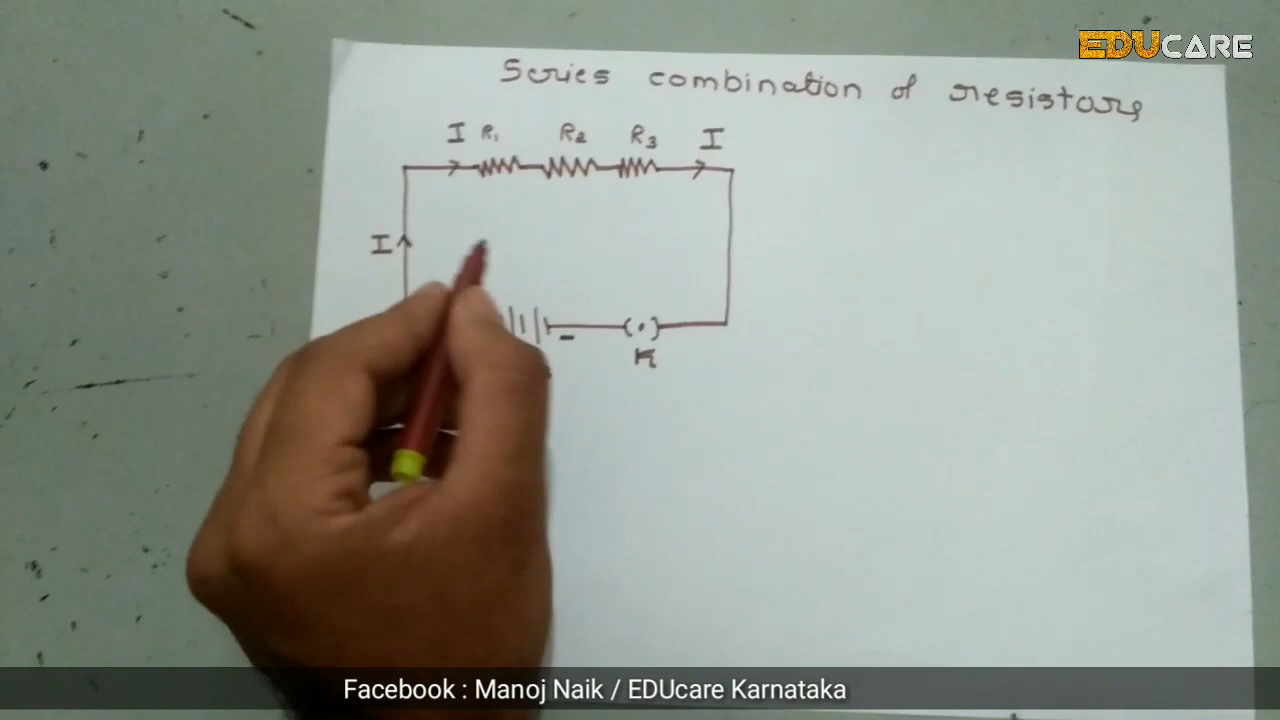 EDUCARE
Series combination of resistors
I R1 R2 R3 I
I
-
K
Facebook : Manoj Naik / EDUcare Karnataka